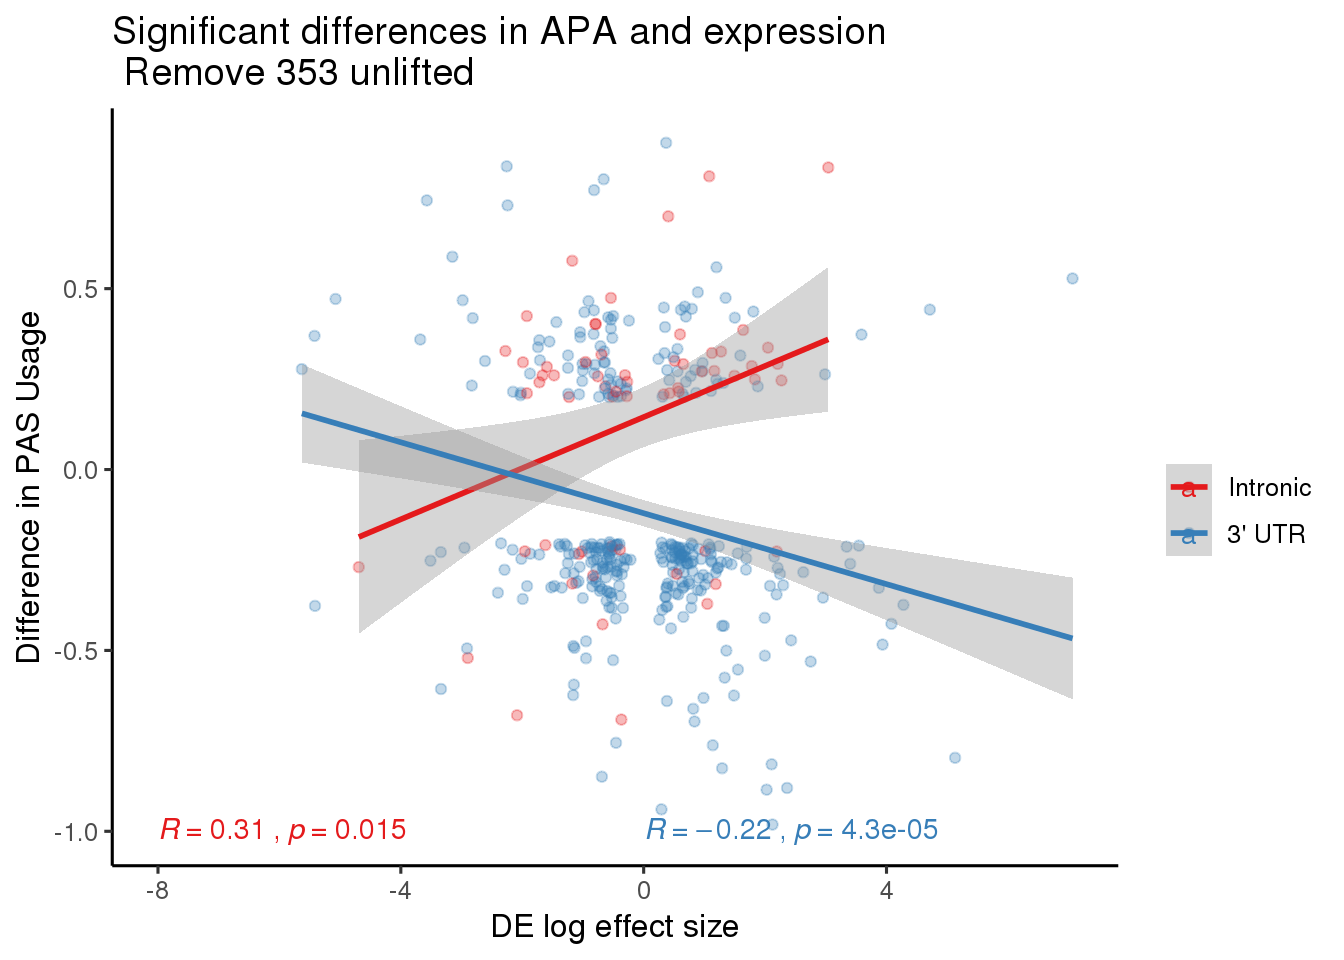 Significant differences in APA and expression
Remove 353 unlifted
Difference in PAS Usage
0.5
0.0
-0.5
-1.0
R = 0.31 , p = 0.015
R = −0.22 , p = 4.3e-05
-8
-4
0
4
DE log effect size
a Intronic
a 3' UTR